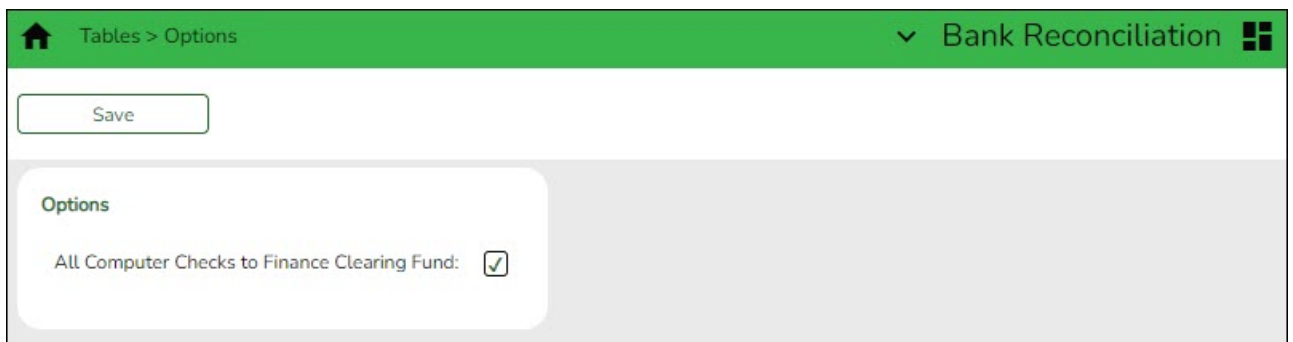 Tables > Options
Bank Reconciliation
Save
Options
All Computer Checks to Finance Clearing Fund: